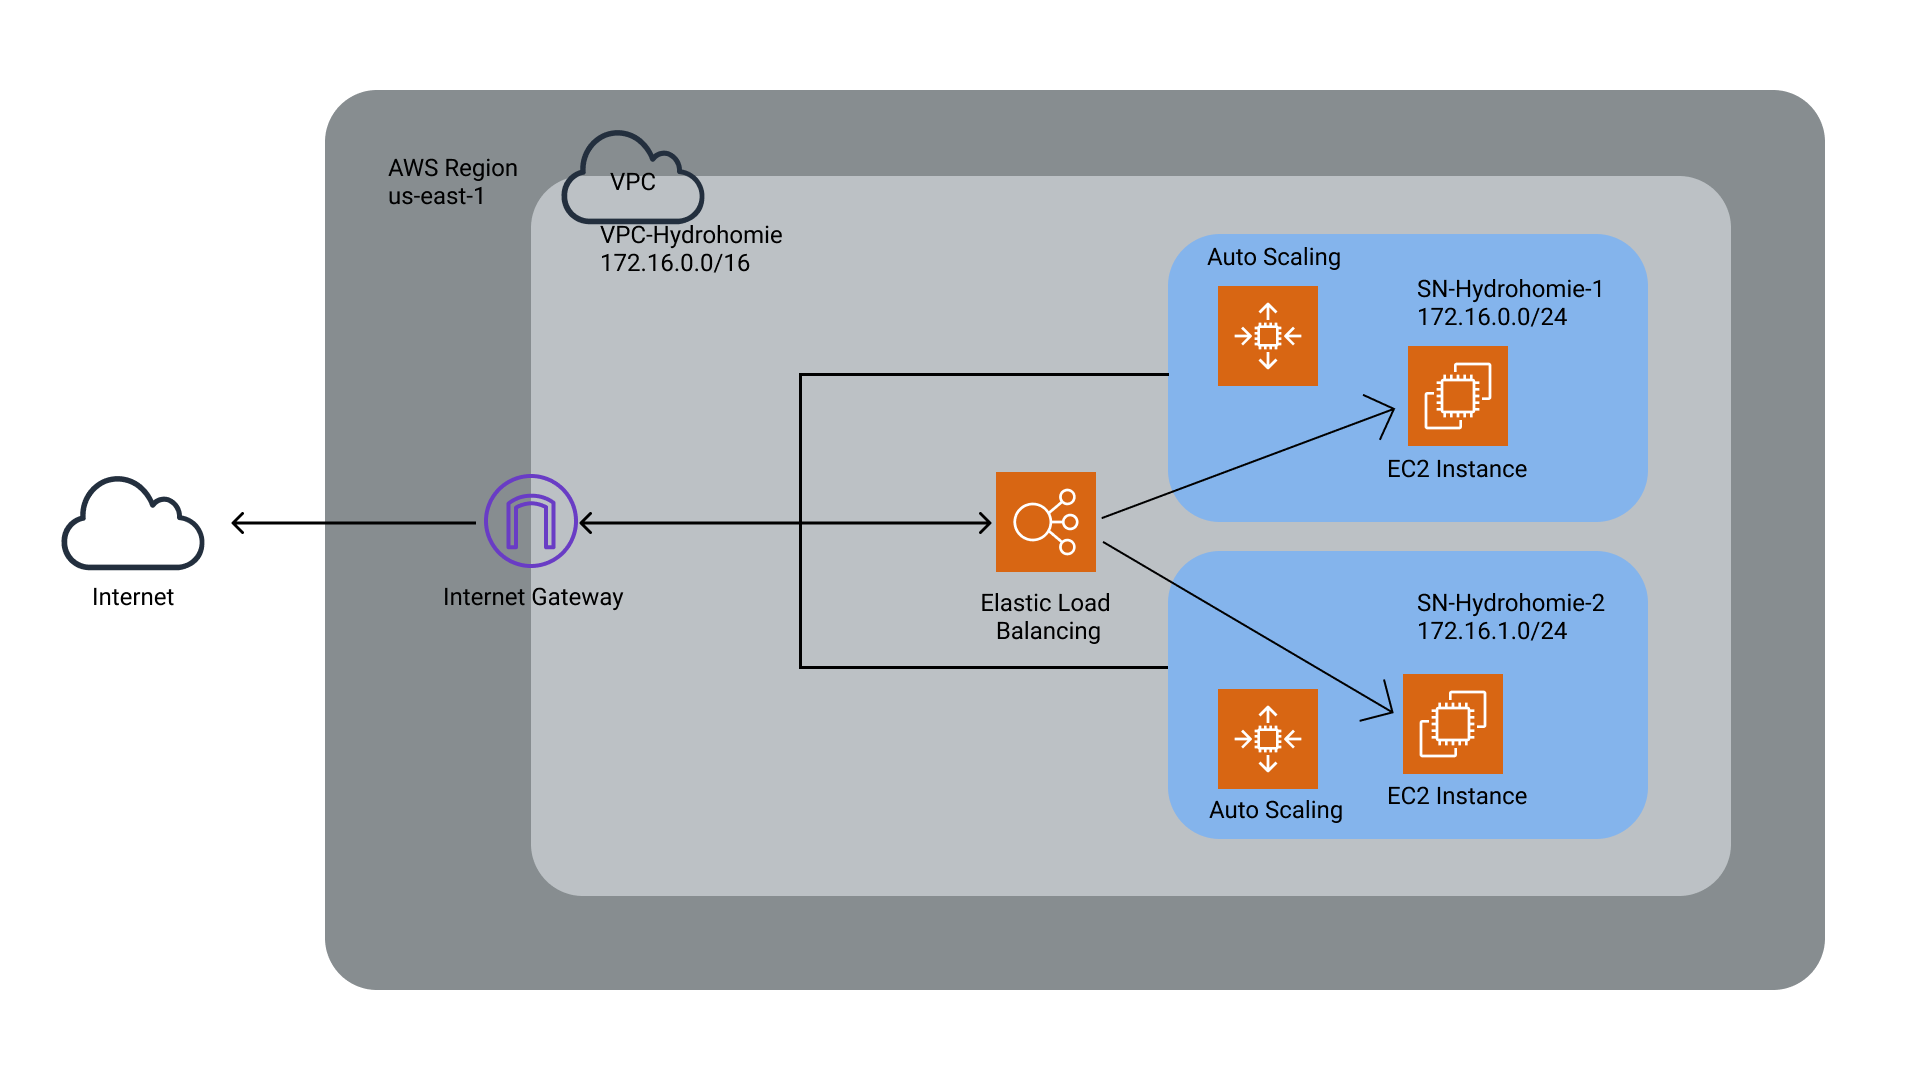 AWS Region
us-east-1
VPC
VPC-Hydrohomie
172.16.0.0/16
Auto Scaling
SN-Hydrohomie-1
172.16.0.0/24
EC2 Instance
Internet
Internet Gateway
Elastic Load
Balancing
SN-Hydrohomie-2
172.16.1.0/24
Auto Scaling
EC2 Instance